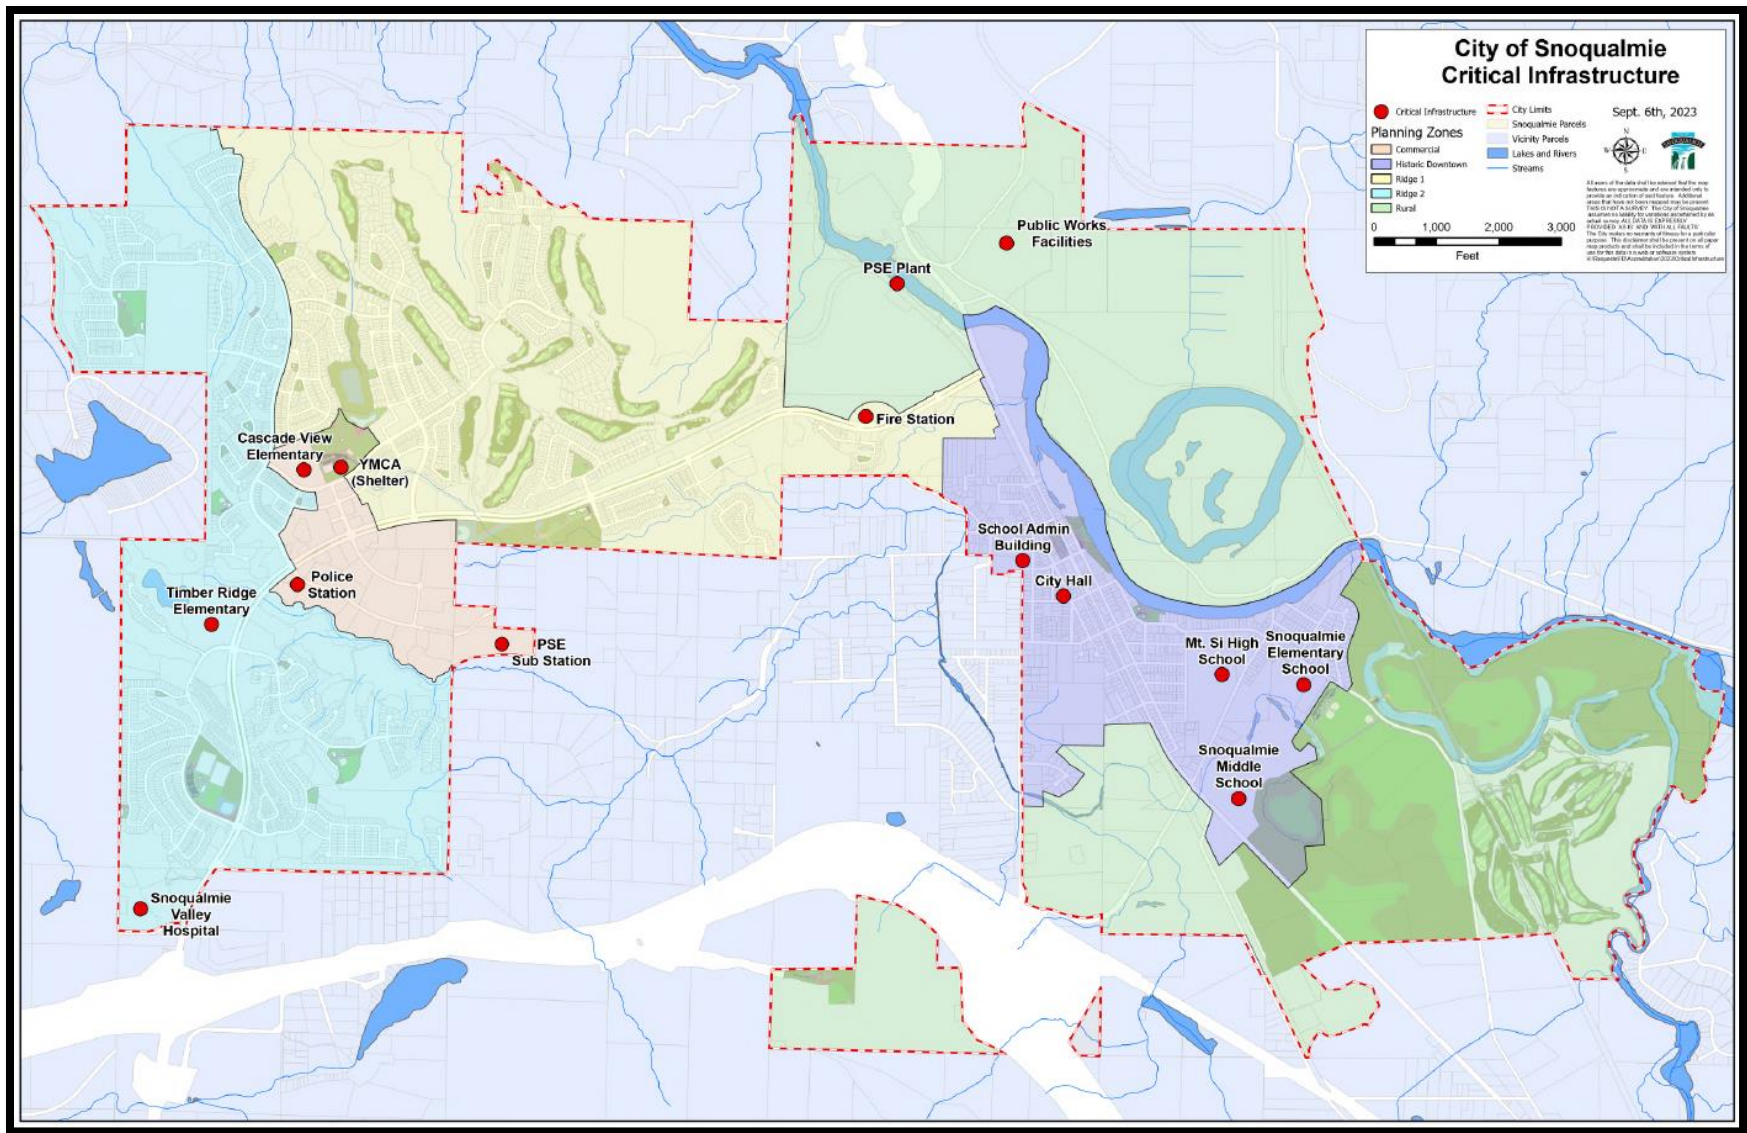 City of Snoqualmie
Critical Infrastructure
Critical Infrastructure
Planning Zones
Commercial
Historic Downtown
Ridge 1
Ridge 2
Rural
City Limits
Snoqualmie Parcels
Vicinity Parcels
Lakes and Rivers
Streams
Sept. 6th, 2023
N
W
E
S
0 1,000 2,000 3,000
Feet
Public Works
Facilities
PSE Plant
Fire Station
Cascade View
Elementary
YMCA
(Shelter)
School Admin
Building
City Hall
Police
Station
Timber Ridge
Elementary
PSE
Sub Station
Mt. Si High
School
Snoqualmie
Elementary
School
Snoqualmie
Middle
School
Snoqualmie
Valley
Hospital